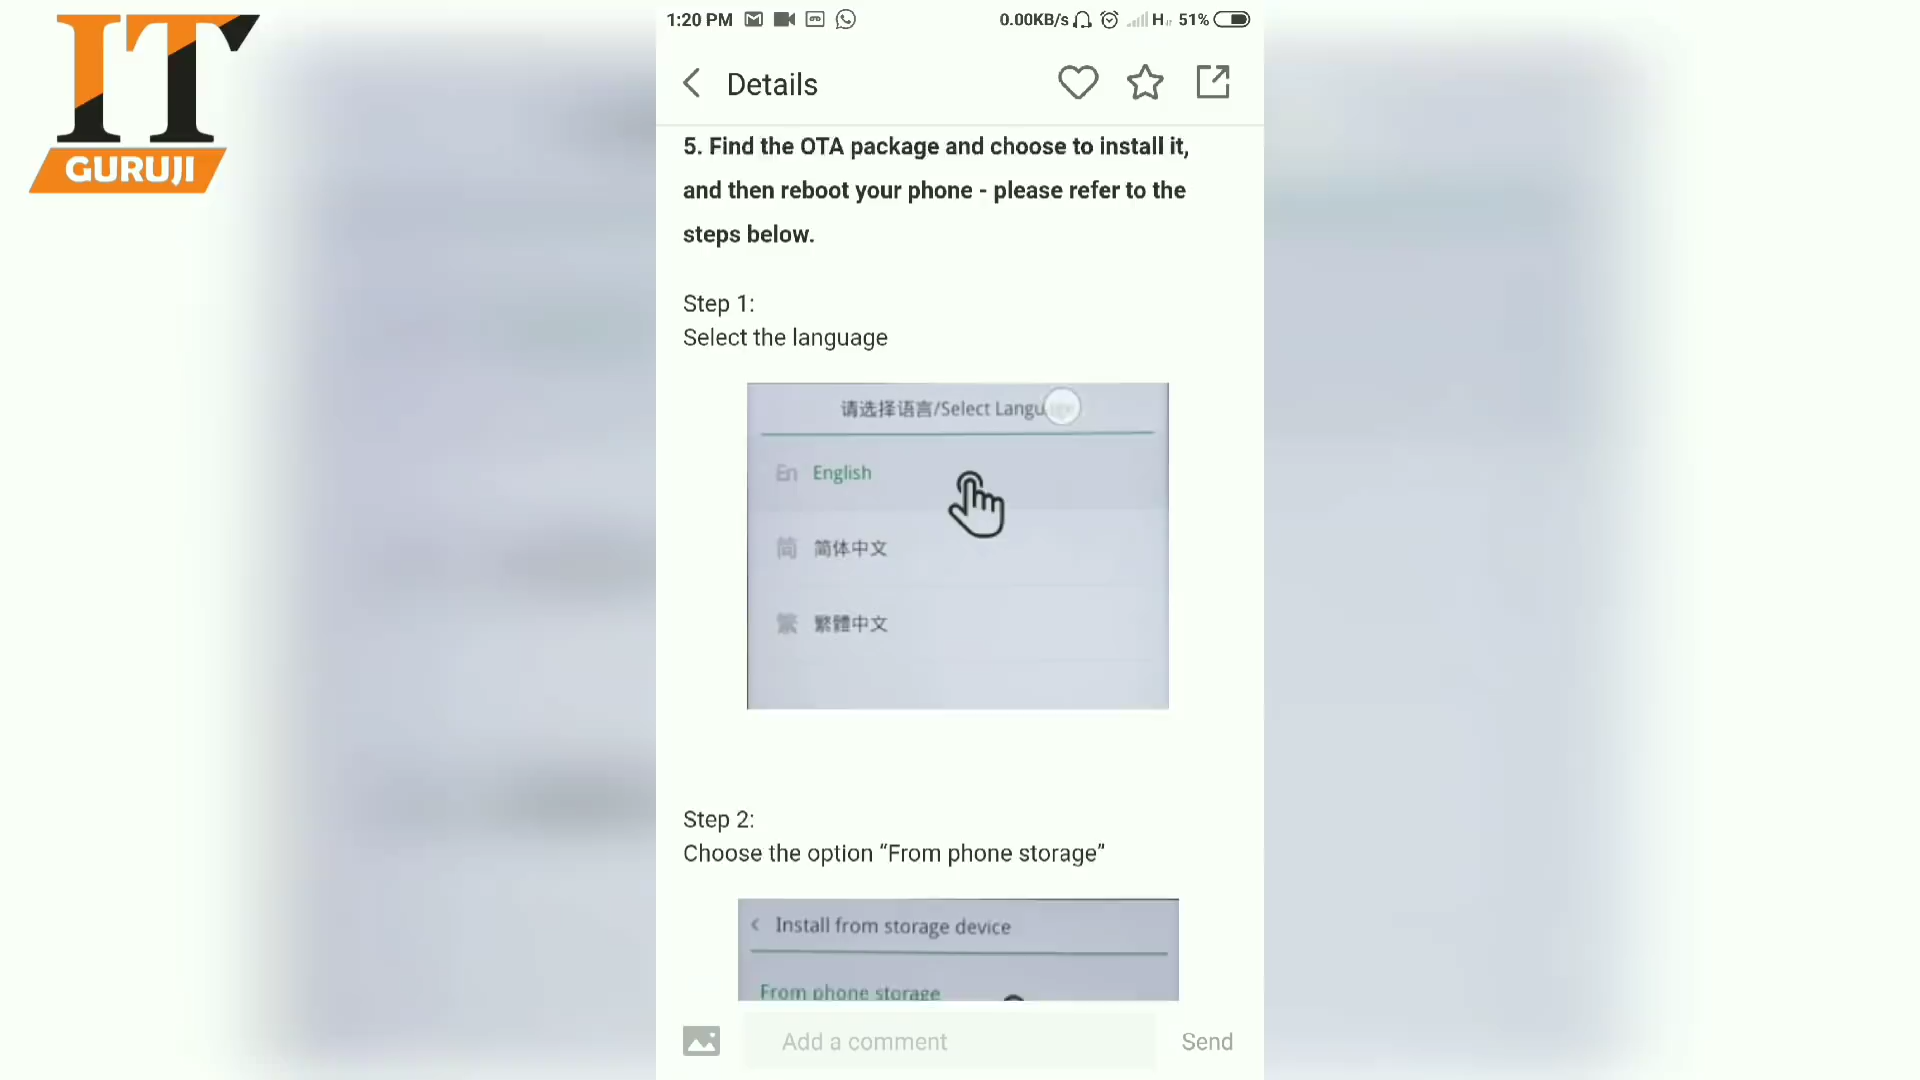 IT
GURUJI
1:20 PM
0.00KB/s
H
51%
Details
5. Find the OTA package and choose to install it,
and then reboot your phone - please refer to the
steps below.
Step 1:
Select the language
请选择语言/Select Langu
En English
简 简体中文
繁 繁體中文
Step 2:
Choose the option “From phone storage”
Install from storage device
From phone storage
Add a comment
Send